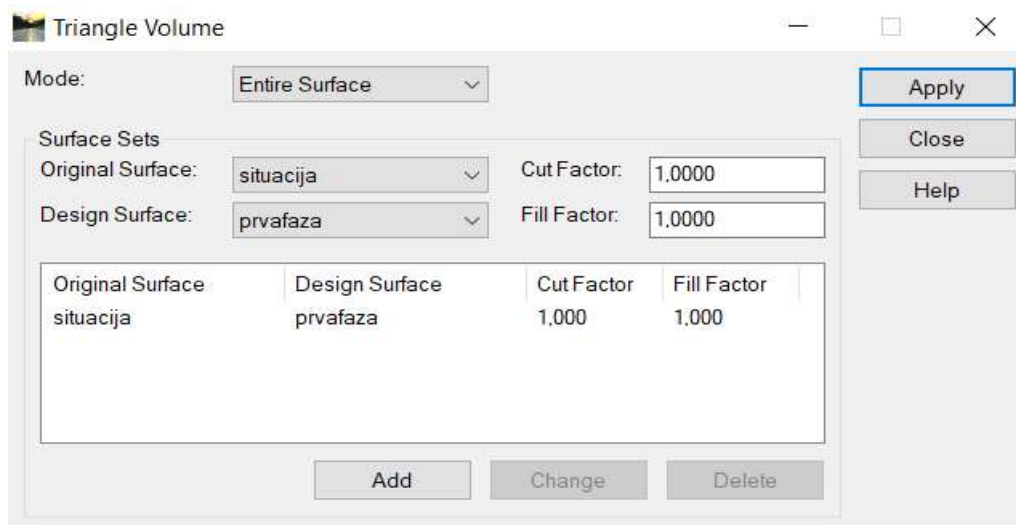 Triangle Volume
Mode: Entire Surface Apply
Surface Sets Close
Original Surface: situacija Cut Factor: 1,0000 Help
Design Surface: prvafaza Fill Factor: 1,0000
Original Surface Design Surface Cut Factor Fill Factor
situacija prvafaza 1,000 1,000
Add Change Delete